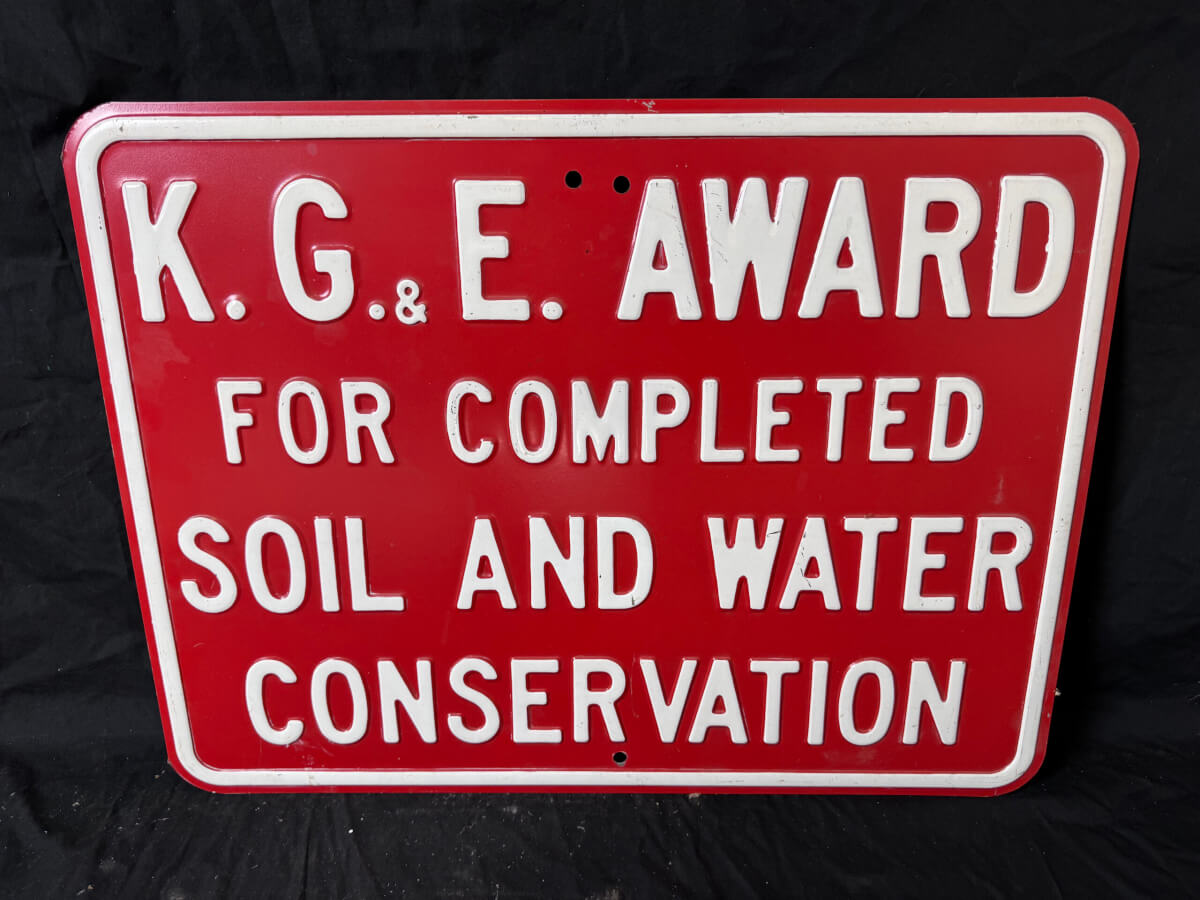 K. G. & E. AWARD
FOR COMPLETED
SOIL AND WATER
CONSERVATION